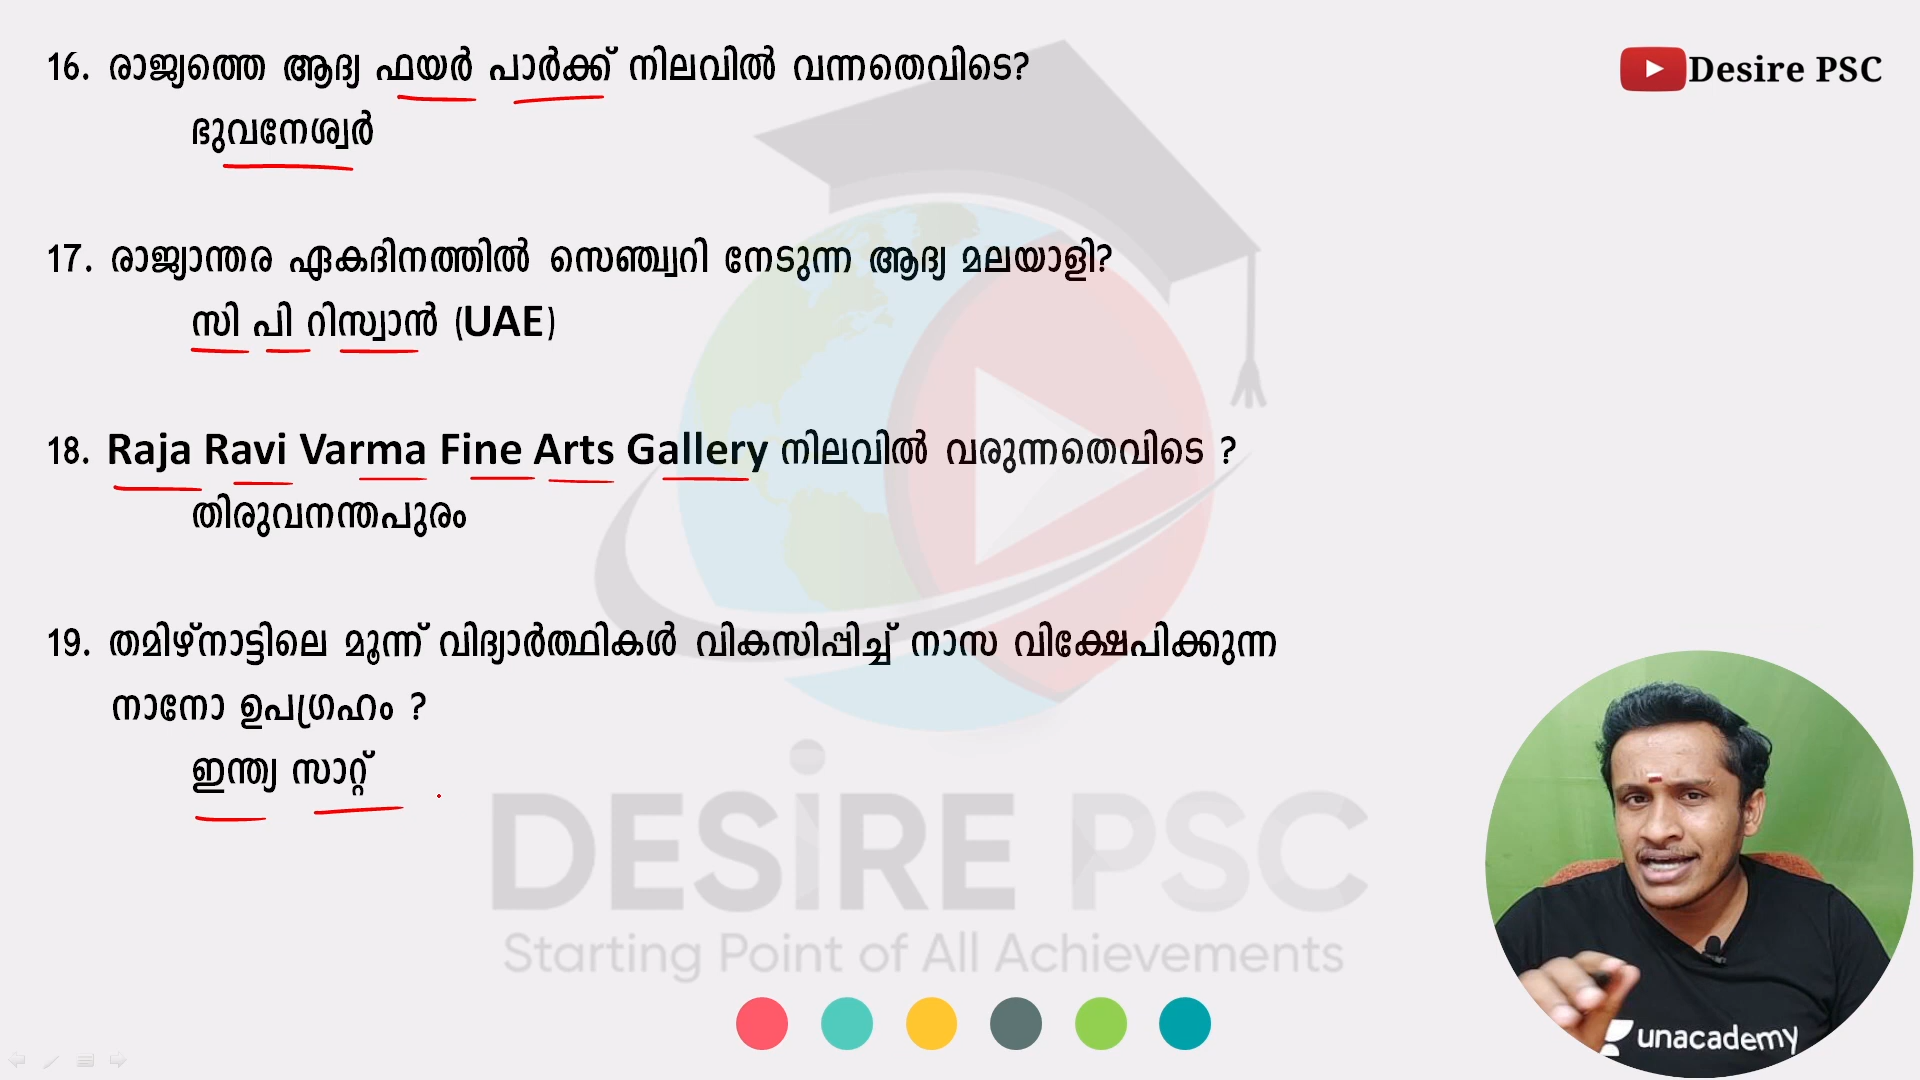 16. രാജ്യത്തെ ആദ്യ ഫയർ പാർക്ക് നിലവിൽ വന്നതെവിടെ?
Desire PSC
ഭുവനേശ്വർ
17. രാജ്യാന്തര ഏകദിനത്തിൽ സെഞ്ച്വറി നേടുന്ന ആദ്യ മലയാളി?
സി പി റിസ്വാൻ (UAE)
18. Raja Ravi Varma Fine Arts Gallery നിലവിൽ വരുന്നതെവിടെ ?
തിരുവനന്തപുരം
19. തമിഴ്നാട്ടിലെ മൂന്ന് വിദ്യാർത്ഥികൾ വികസിപ്പിച്ച് നാസ വിക്ഷേപിക്കുന്ന
നാനോ ഉപഗ്രഹം ?
ഇന്ത്യ സാറ്റ്
DESiRE PSC
Starting Point of All Achievements
unacademy